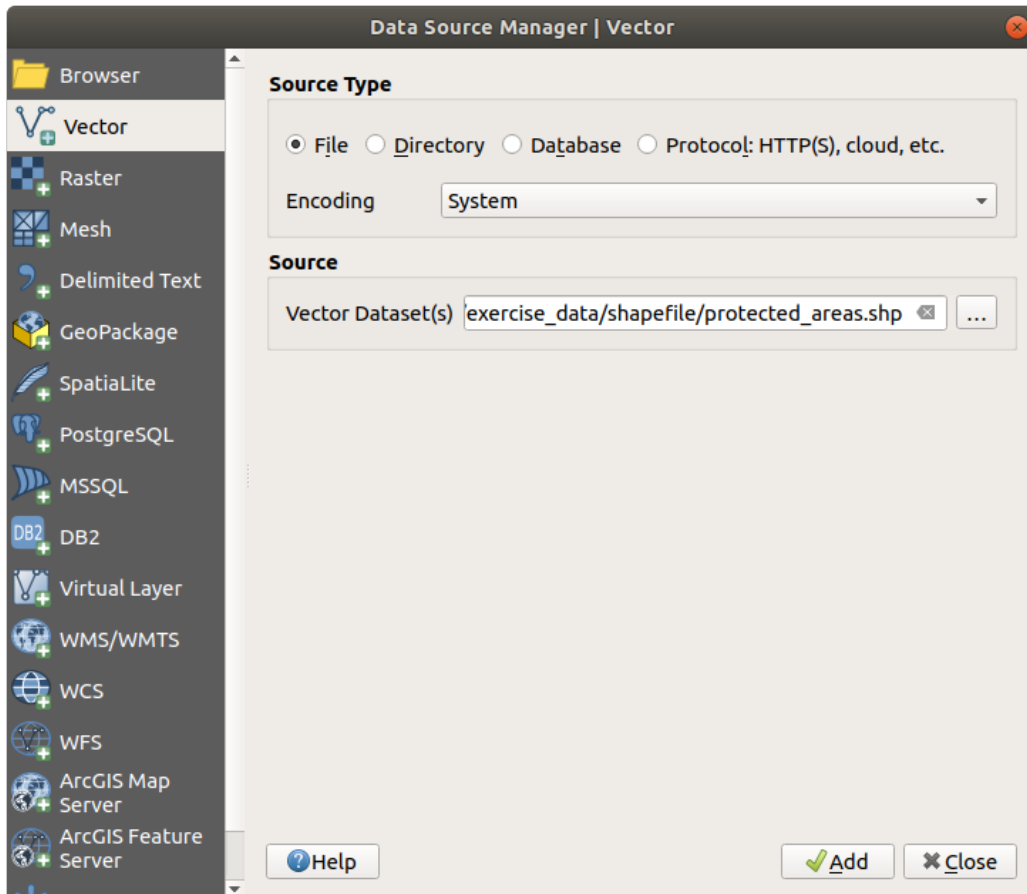 Data Source Manager | Vector
Browser
Vector
Raster
Mesh
Delimited Text
GeoPackage
SpatiaLite
PostgreSQL
MSSQL
DB2
DB2
Virtual Layer
WMS/WMTS
WCS
WFS
ArcGIS Map
Server
ArcGIS Feature
Server
Source Type
File Directory Database Protocol: HTTP(S), cloud, etc.
Encoding System
Source
Vector Dataset(s) /exercise_data/shapefile/protected_areas.shp ...
Help Add Close